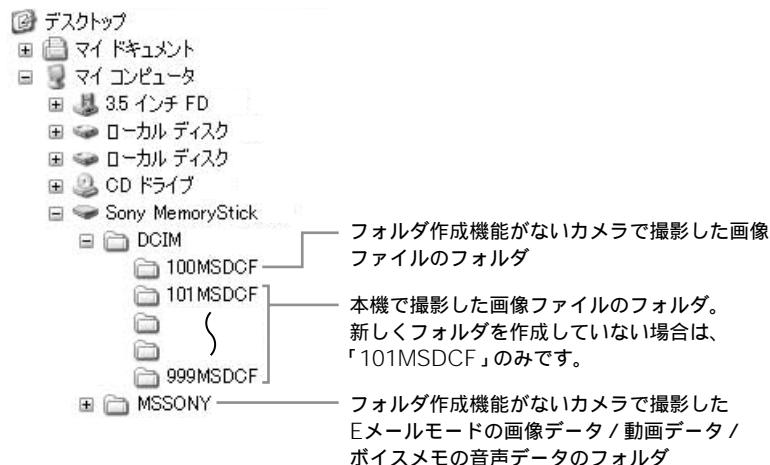 デスクトップ
マイ ドキュメント
マイ コンピュータ
3.5 インチ FD
ローカル ディスク
ローカル ディスク
CD ドライブ
Sony MemoryStick
DCIM
100MSDCF
101MSDCF
999MSDCF
MSSONY
フォルダ作成機能がないカメラで撮影した画像
ファイルのフォルダ
本機で撮影した画像ファイルのフォルダ。
新しくフォルダを作成していない場合は、
「101MSDCF」のみです。
フォルダ作成機能がないカメラで撮影した
Eメールモードの画像データ / 動画データ /
ボイスメモの音声データのフォルダ